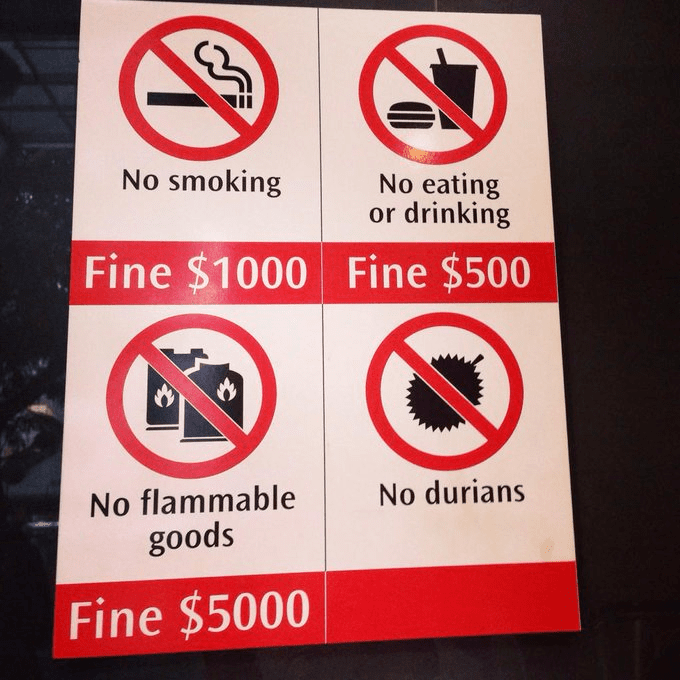 No smoking
No eating
or drinking
Fine $1000
Fine $500
No flammable
goods
No durians
Fine $5000